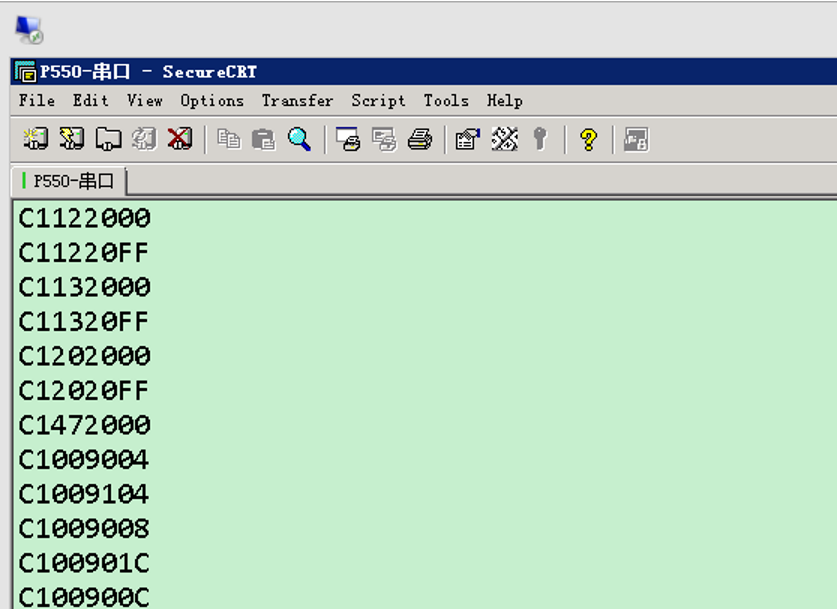 P550-串口 - SecureCRT
File Edit View Options Transfer Script Tools Help
P550-串口
C1122000
C11220FF
C1132000
C11320FF
C1202000
C12020FF
C1472000
C1009004
C1009104
C1009008
C100901C
C100900C